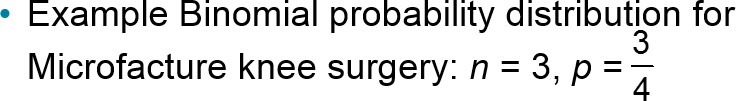 • Example Binomial probability distribution for
Microfacture knee surgery: n = 3, p = 3/4